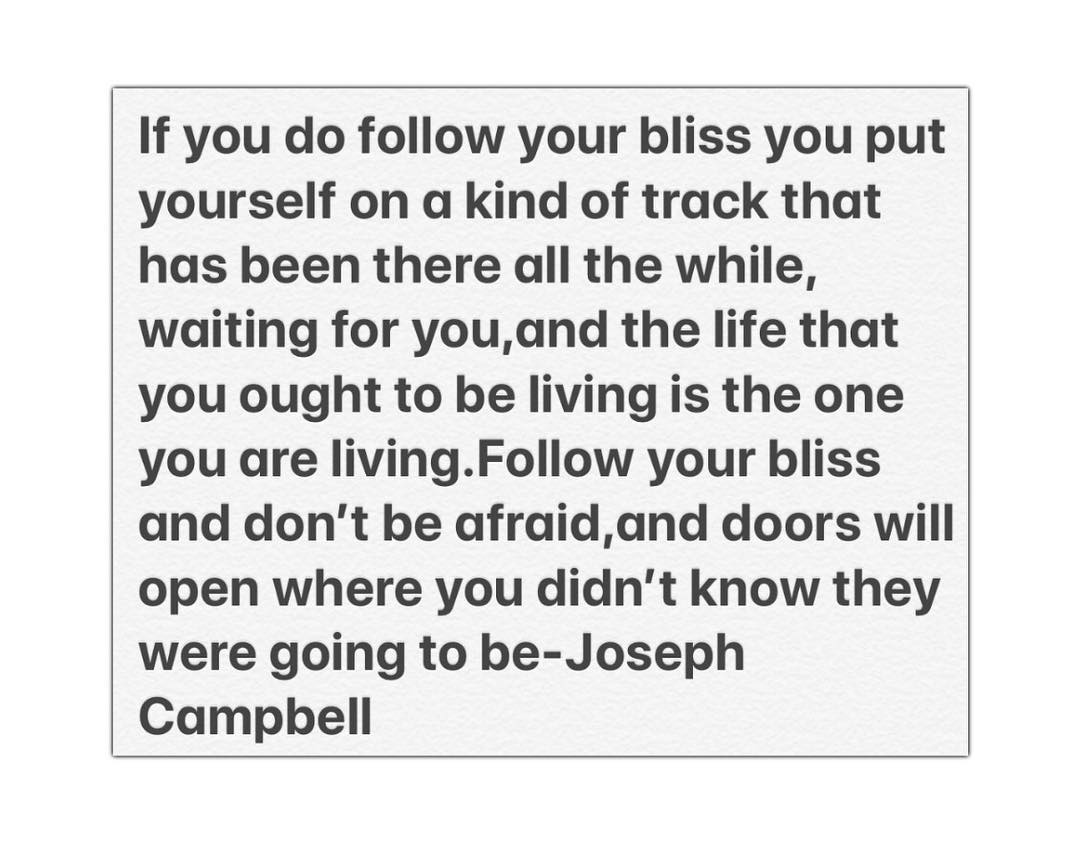 If you do follow your bliss you put
yourself on a kind of track that
has been there all the while,
waiting for you,and the life that
you ought to be living is the one
you are living.Follow your bliss
and don’t be afraid,and doors will
open where you didn’t know they
were going to be-Joseph
Campbell